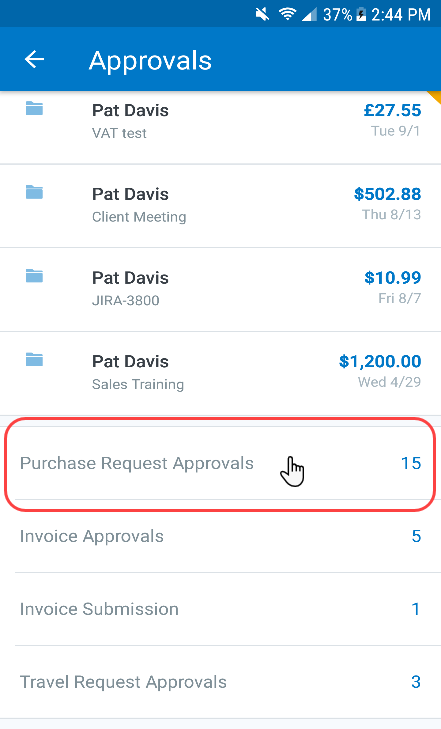 37% 2:44 PM
Approvals
Pat Davis £27.55
VAT test Tue 9/1
Pat Davis $502.88
Client Meeting Thu 8/13
Pat Davis $10.99
JIRA-3800 Fri 8/7
Pat Davis $1,200.00
Sales Training Wed 4/29
Purchase Request Approvals 15
Invoice Approvals 5
Invoice Submission 1
Travel Request Approvals 3